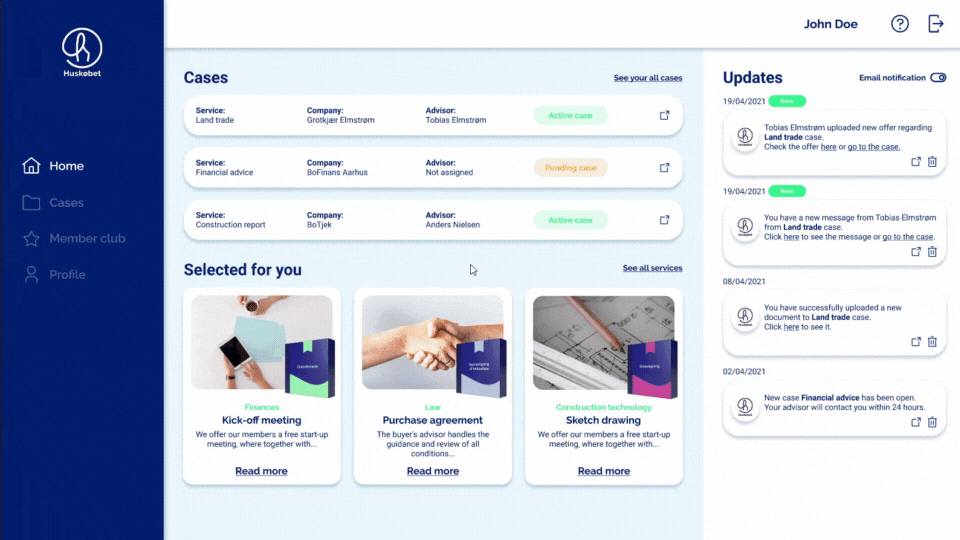 Huskøbet
Home
Cases
Member club
Profile
John Doe
Cases
See your all cases
Service:
Land trade
Company:
Grotkjær Elmstrøm
Advisor:
Tobias Elmstrøm
Active case
Service:
Financial advice
Company:
BoFinans Aarhus
Advisor:
Not assigned
Pending case
Service:
Construction report
Company:
BoTjek
Advisor:
Anders Nielsen
Active case
Selected for you
See all services
Finances
Kick-off meeting
We offer our members a free start-up
meeting, where together with...
Read more
Law
Purchase agreement
The buyer's advisor handles the
guidance and review of all
conditions...
Read more
Construction technology
Sketch drawing
We offer our members a free start-up
meeting, where together with...
Read more
Updates
Email notification
19/04/2021 New
Huskøbet
Tobias Elmstrøm uploaded new offer regarding
Land trade case.
Check the offer here or go to the case.
19/04/2021 New
Huskøbet
You have a new message from Tobias Elmstrøm
from Land trade case.
Click here to see the message or go to the case.
08/04/2021
Huskøbet
You have successfully uploaded a new
document to Land trade case.
Click here to see it.
02/04/2021
Huskøbet
New case Financial advice has been open.
Your advisor will contact you within 24 hours.